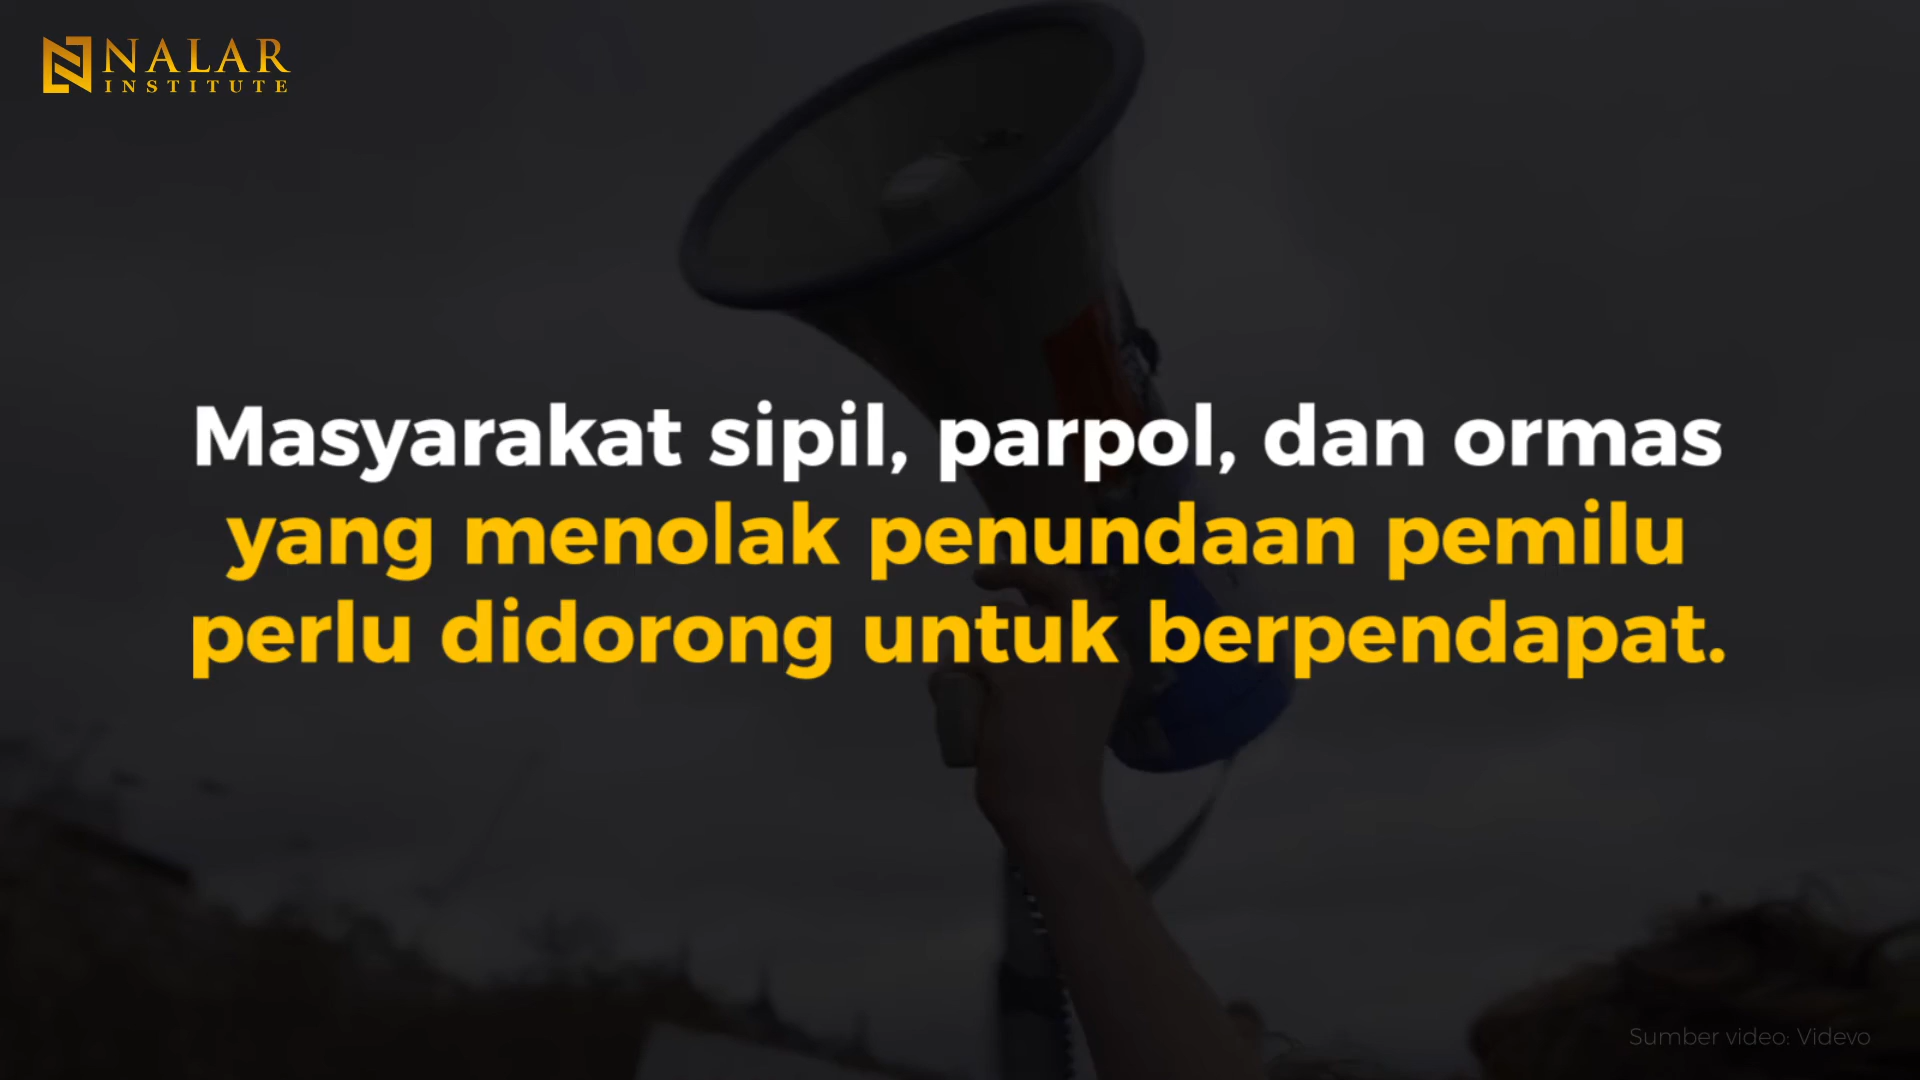 NALAR
INSTITUTE
Masyarakat sipil, parpol, dan ormas
yang menolak penundaan pemilu
perlu didorong untuk berpendapat.
Sumber video: Videvo